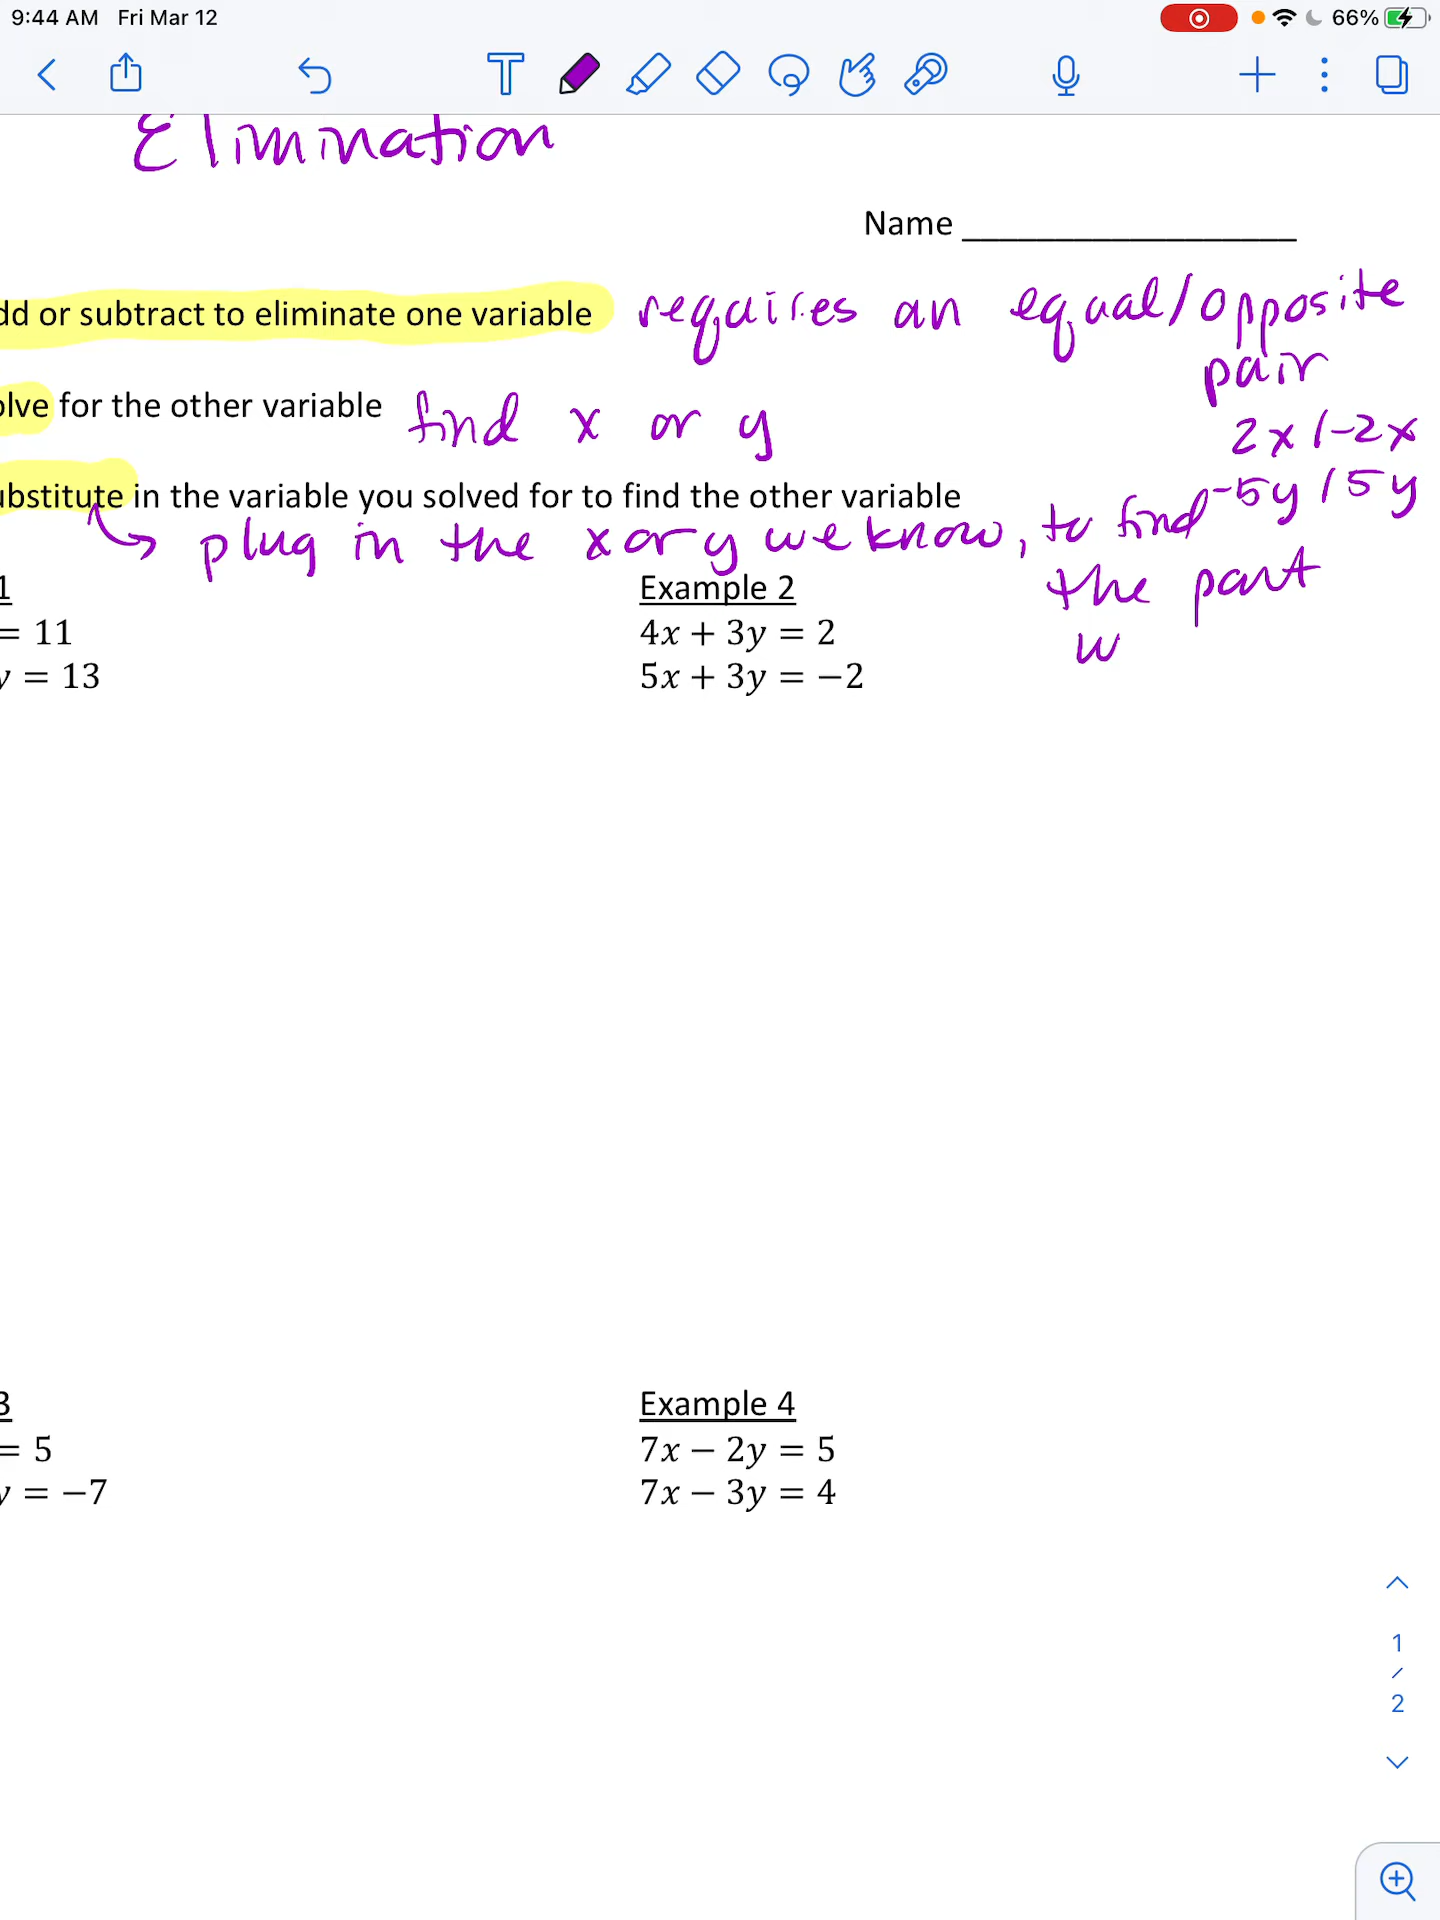 9:44 AM Fri Mar 12 66%
T
Elimination
Name __________________
dd or subtract to eliminate one variable requires an equal/opposite
pair
olve for the other variable find x or y
2x/-2x
ubstitute in the variable you solved for to find the other variable -5y/5y
plug in the x or y we know, to find
the part
w
1
= 11
y = 13
Example 2
4x + 3y = 2
5x + 3y = −2
3
= 5
y = −7
Example 4
7x − 2y = 5
7x − 3y = 4
1
/
2